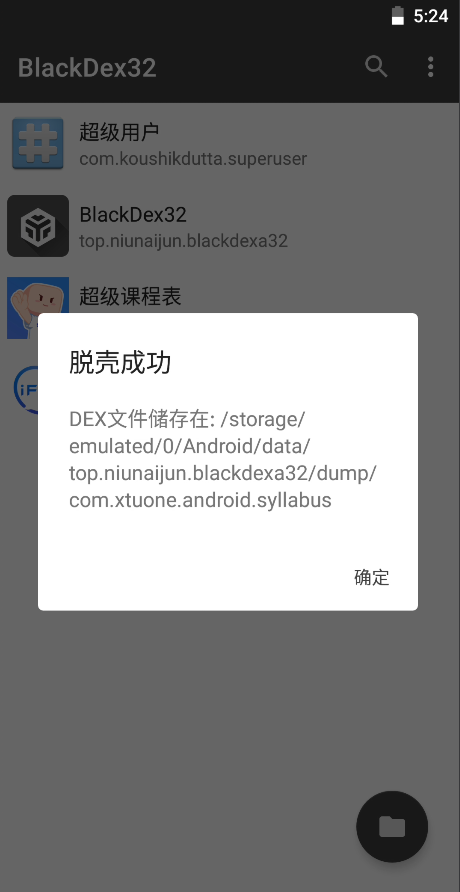 5:24
BlackDex32
超级用户
com.koushikdutta.superuser
BlackDex32
top.niunaijun.blackdexa32
超级课程表
iF
脱壳成功
DEX文件储存在: /storage/
emulated/0/Android/data/
top.niunaijun.blackdexa32/dump/
com.xtuone.android.syllabus
确定